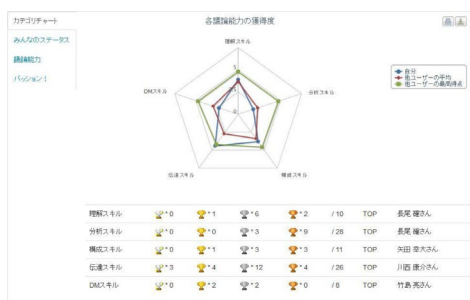 カテゴリチャート
各議論能力の獲得度
みんなのステータス
議論能力
パッション！
理解スキル
分析スキル
構成スキル
伝達スキル
DMスキル
5
0
自分
他ユーザーの平均
他ユーザーの最高得点
理解スキル * 0 * 1 * 6 * 2 / 10 TOP 長尾 確さん
分析スキル * 0 * 0 * 3 * 9 / 28 TOP 長尾 確さん
構成スキル * 0 * 1 * 3 * 3 / 11 TOP 矢田 幸大さん
伝達スキル * 3 * 4 * 12 * 4 / 26 TOP 川西 康介さん
DMスキル * 0 * 2 * 2 * 0 / 8 TOP 竹島 亮さん